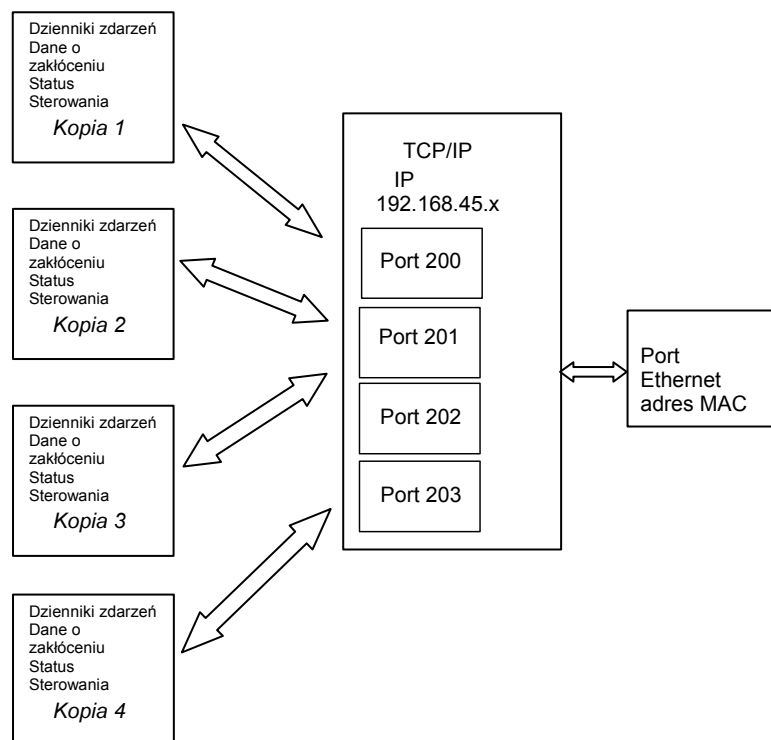 Dzienniki zdarzeń
Dane o
zakłóceniu
Status
Sterowania
Kopia 1
Dzienniki zdarzeń
Dane o
zakłóceniu
Status
Sterowania
Kopia 2
Dzienniki zdarzeń
Dane o
zakłóceniu
Status
Sterowania
Kopia 3
Dzienniki zdarzeń
Dane o
zakłóceniu
Status
Sterowania
Kopia 4
TCP/IP
IP
192.168.45.x
Port 200
Port 201
Port 202
Port 203
Port
Ethernet
adres MAC